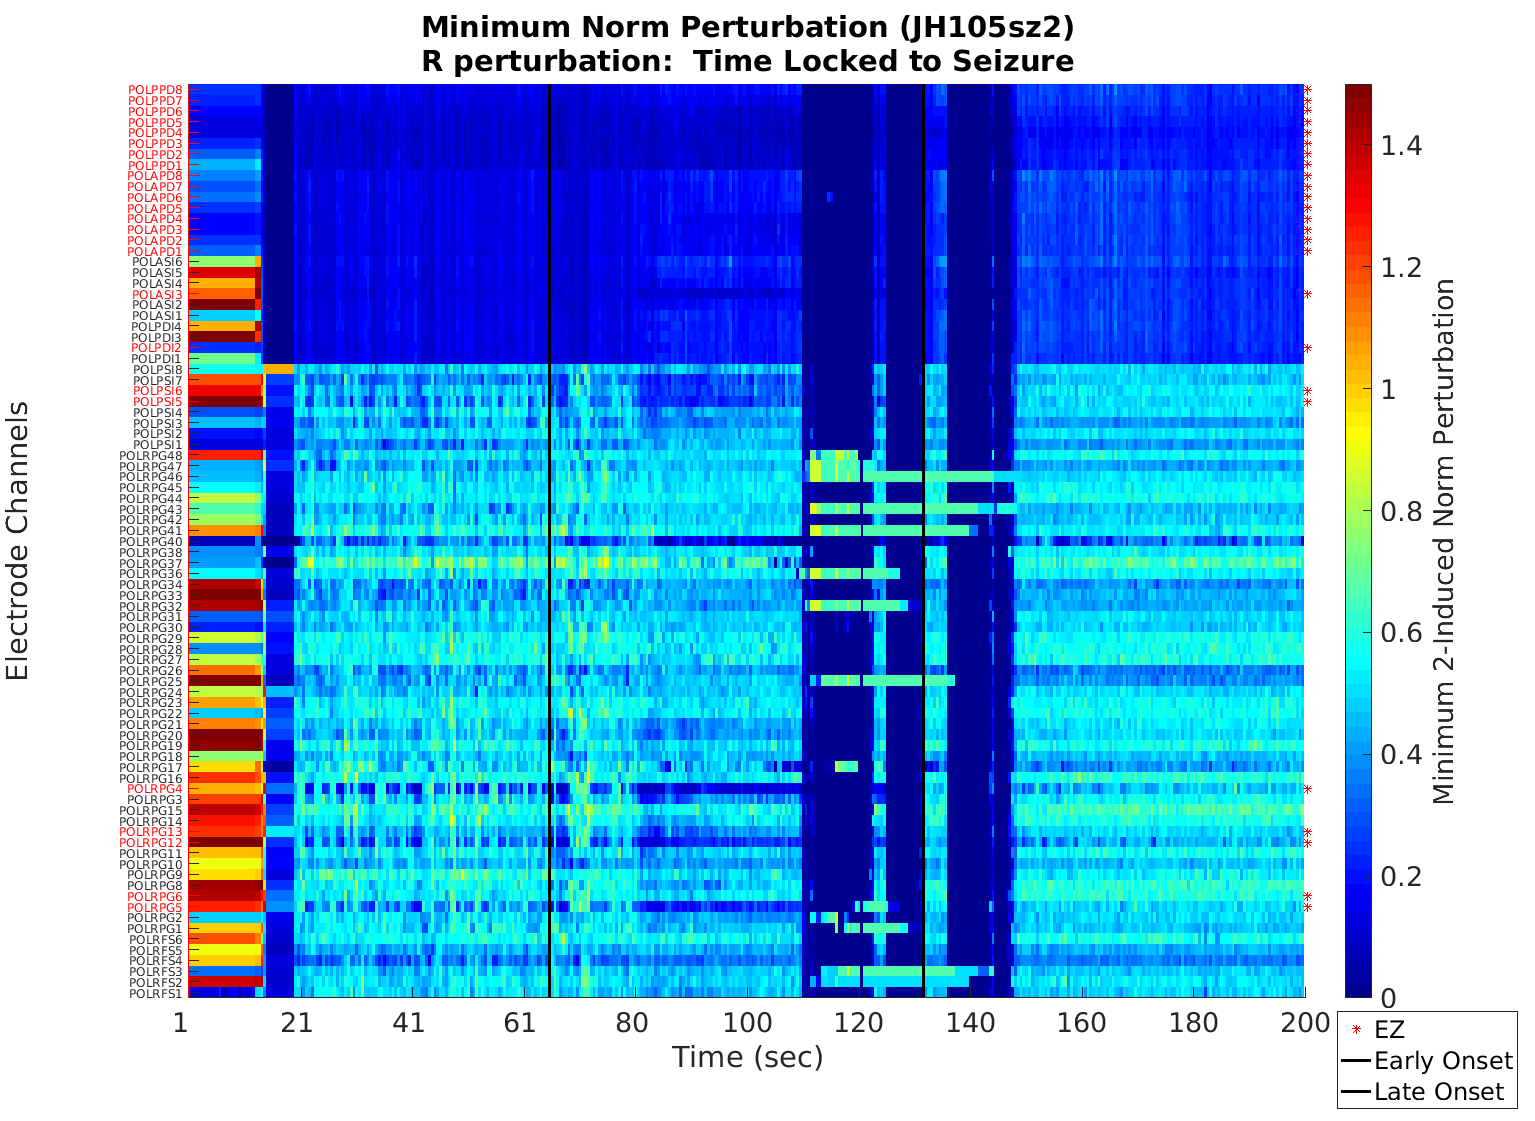 Minimum Norm Perturbation (JH105sz2)
R perturbation:  Time Locked to Seizure
Electrode Channels
POLPPD8
POLPPD7
POLPPD6
POLPPD5
POLPPD4
POLPPD3
POLPPD2
POLPPD1
POLAPD8
POLAPD7
POLAPD6
POLAPD5
POLAPD4
POLAPD3
POLAPD2
POLAPD1
POLASI6
POLASI5
POLASI4
POLASI3
POLASI2
POLASI1
POLPDI4
POLPDI3
POLPDI2
POLPDI1
POLPSI8
POLPSI7
POLPSI6
POLPSI5
POLPSI4
POLPSI3
POLPSI2
POLPSI1
POLRPG48
POLRPG47
POLRPG46
POLRPG45
POLRPG44
POLRPG43
POLRPG42
POLRPG41
POLRPG40
POLRPG38
POLRPG37
POLRPG36
POLRPG34
POLRPG33
POLRPG32
POLRPG31
POLRPG30
POLRPG29
POLRPG28
POLRPG27
POLRPG26
POLRPG25
POLRPG24
POLRPG23
POLRPG22
POLRPG21
POLRPG20
POLRPG19
POLRPG18
POLRPG17
POLRPG16
POLRPG4
POLRPG3
POLRPG15
POLRPG14
POLRPG13
POLRPG12
POLRPG11
POLRPG10
POLRPG9
POLRPG8
POLRPG6
POLRPG5
POLRPG2
POLRPG1
POLRFS6
POLRFS5
POLRFS4
POLRFS3
POLRFS2
POLRFS1
1 21 41 61 80 100 120 140 160 180 200
Time (sec)
1.4
1.2
1
0.8
0.6
0.4
0.2
0
Minimum 2-Induced Norm Perturbation
EZ
Early Onset
Late Onset